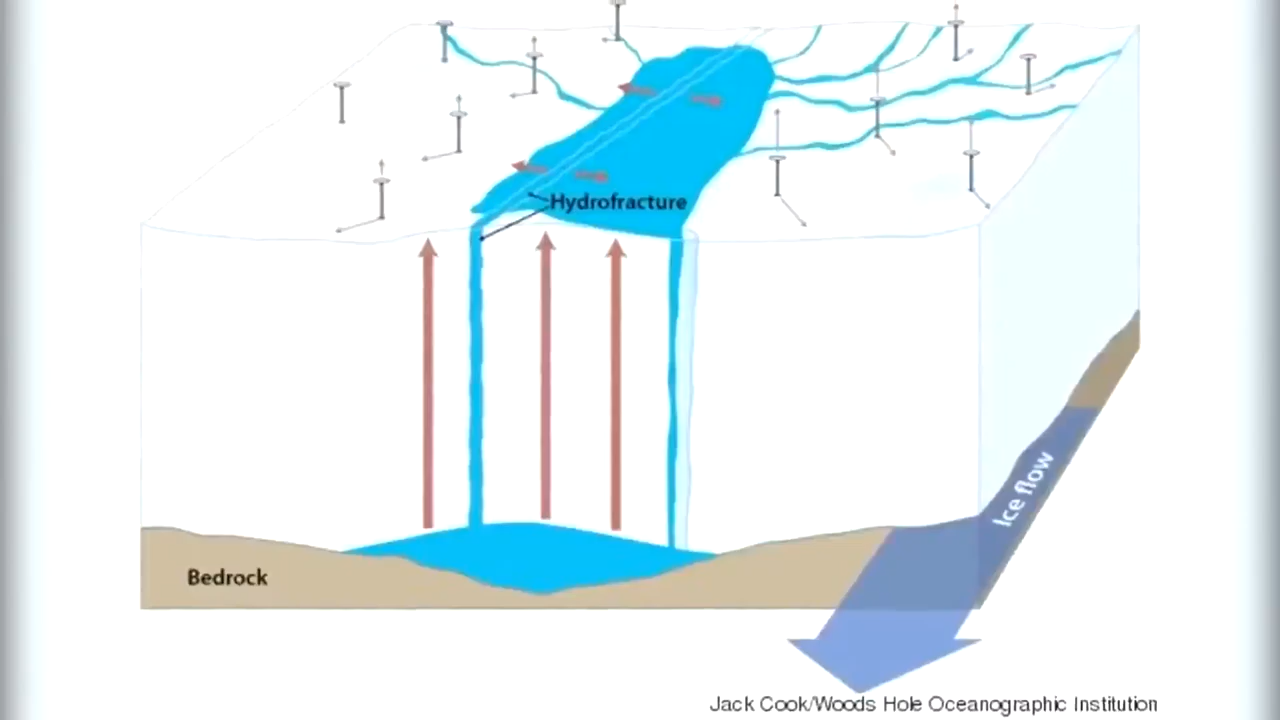 Hydrofracture
Ice flow
Bedrock
Jack Cook/Woods Hole Oceanographic Institution